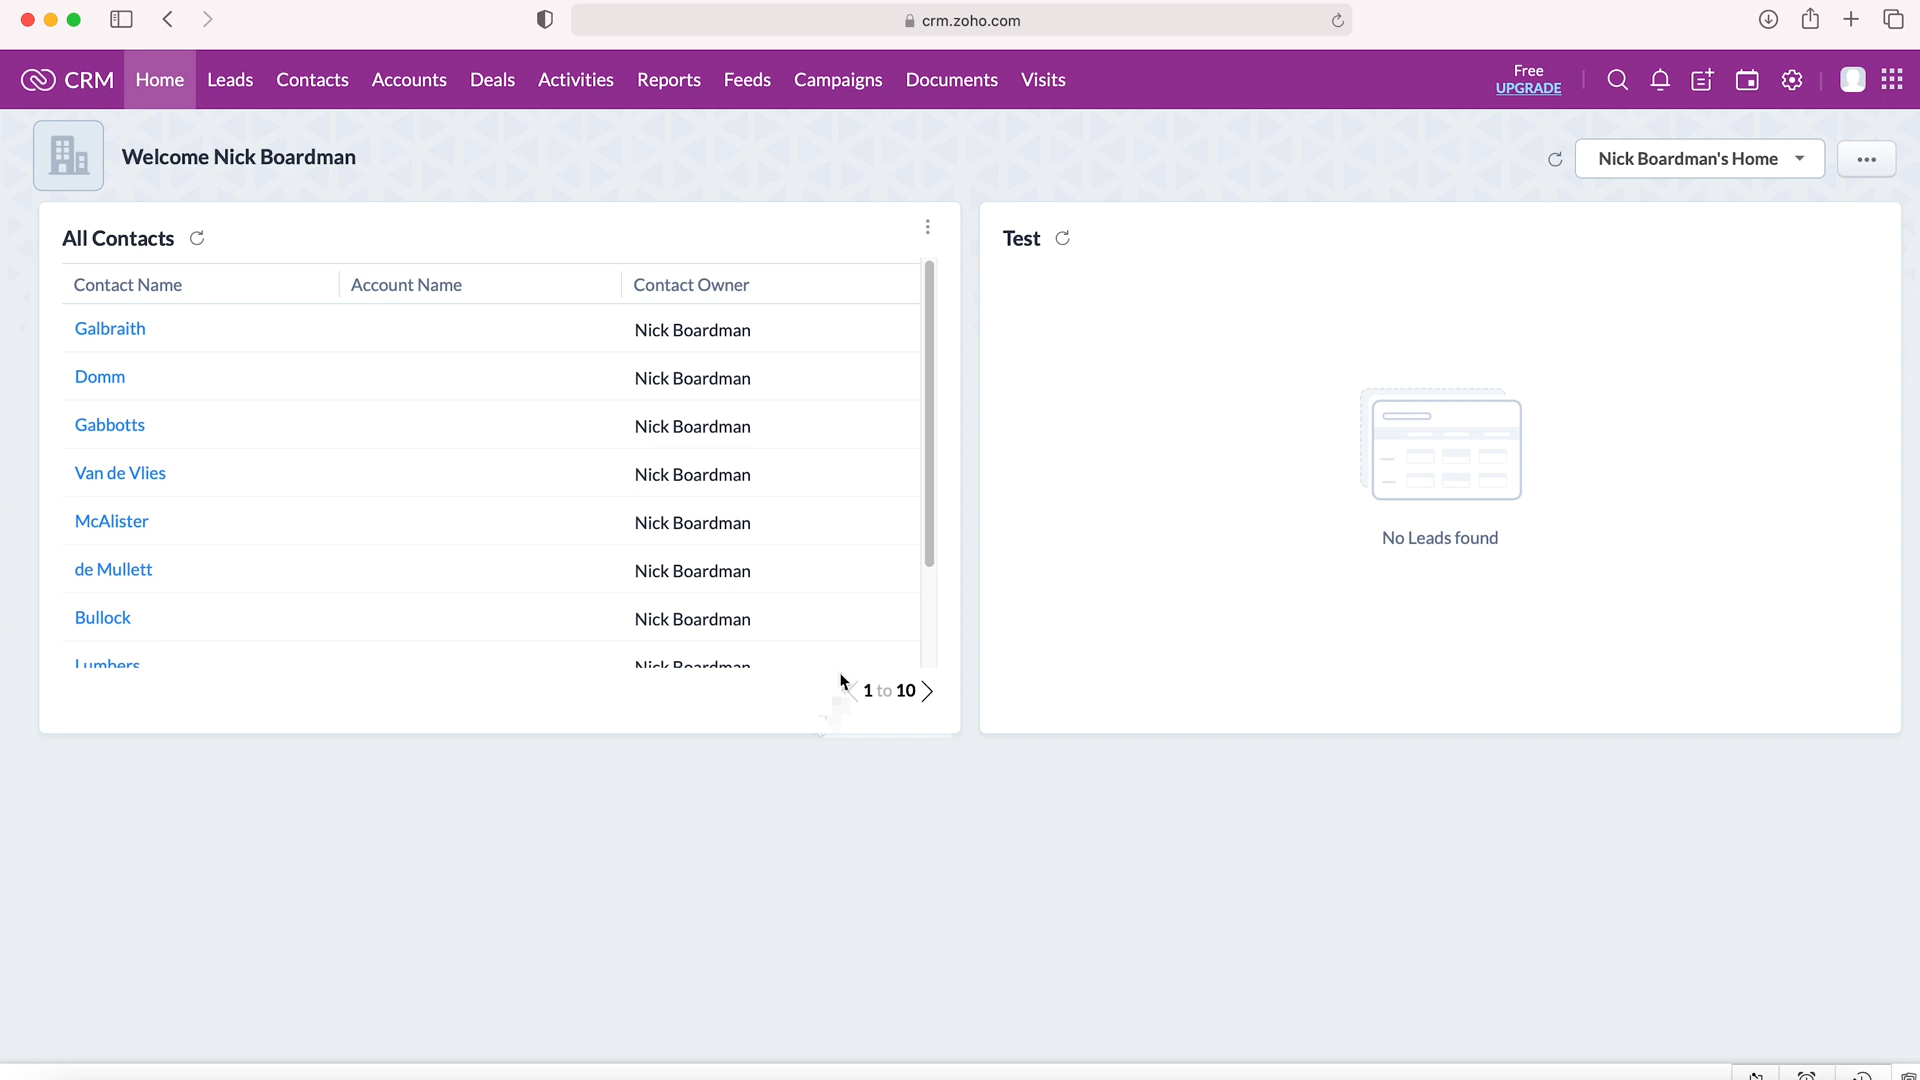 crm.zoho.com
CRM Home Leads Contacts Accounts Deals Activities Reports Feeds Campaigns Documents Visits
Free
UPGRADE
Welcome Nick Boardman
Nick Boardman's Home
All Contacts
Contact Name Account Name Contact Owner
Galbraith Nick Boardman
Domm Nick Boardman
Gabbotts Nick Boardman
Van de Vlies Nick Boardman
McAlister Nick Boardman
de Mullett Nick Boardman
Bullock Nick Boardman
Lumbers Nick Boardman
1 to 10
Test
No Leads found